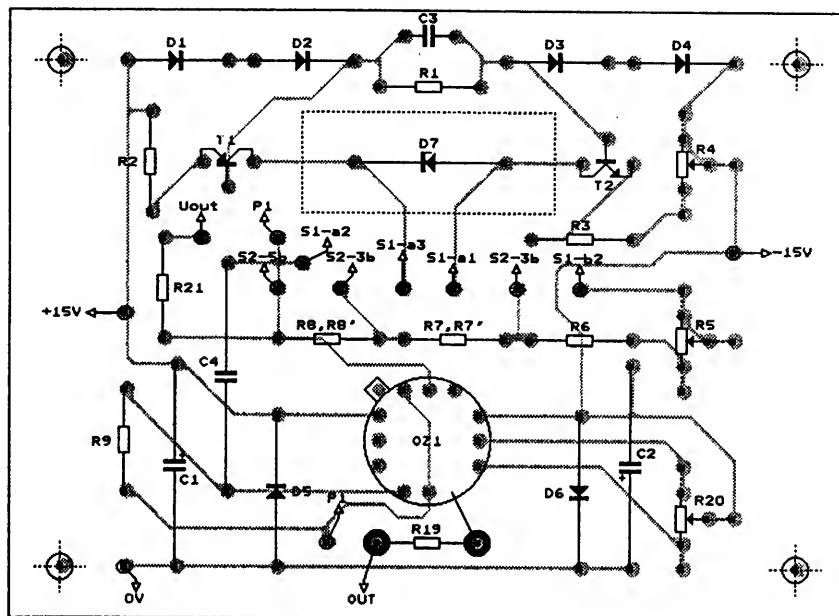 C3
D1 D2 D3 D4
R1
T1 D7 R4
R2 T2
Uout P1 S1-a2 R3
S2-5b S2-3b S1-a3 S1-a1 S2-3b S1-b2 -15V
R21
+15V
R8,R8' R7,R7' R6 R5
C4
R9 OZ1
C1 + D5 P1 D6 C2 + R20
R19
0V OUT